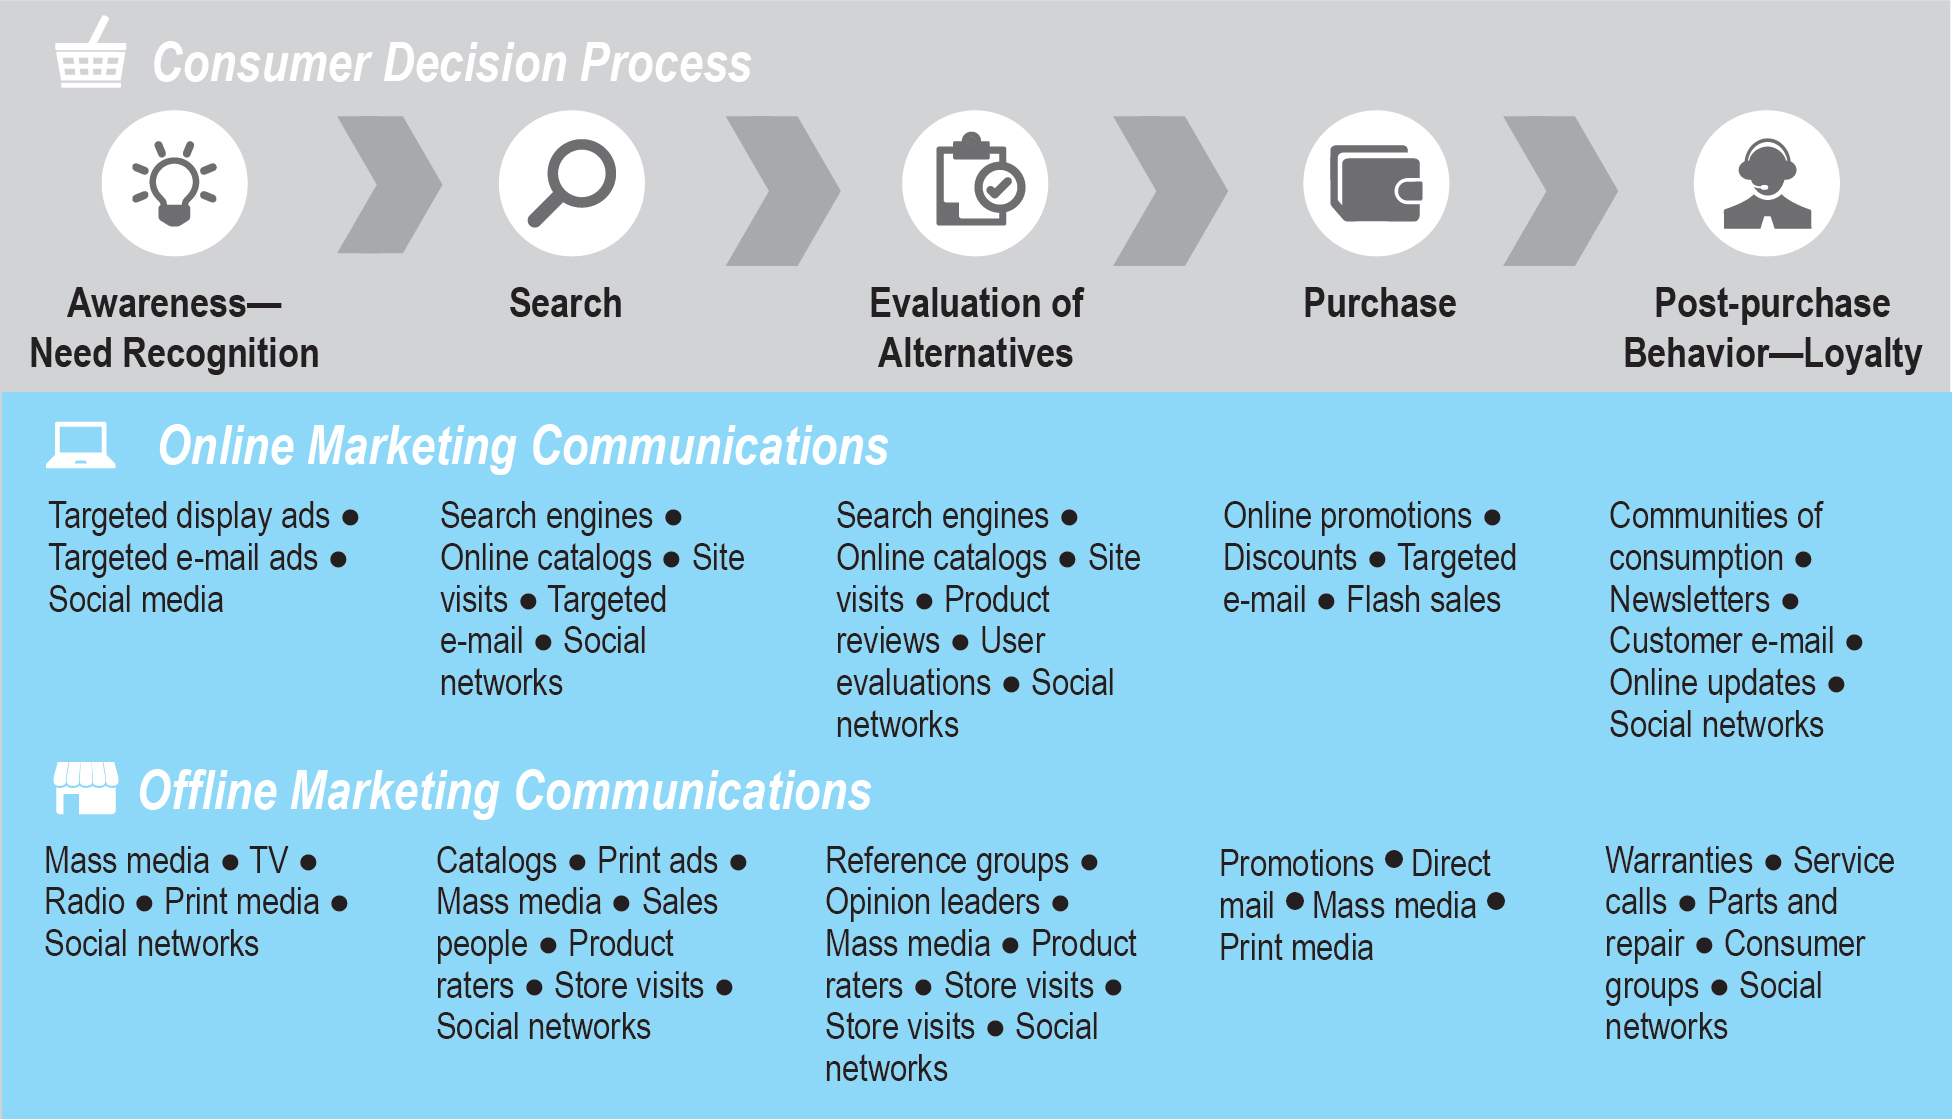 Consumer Decision Process
Awareness—
Need Recognition
Search
Evaluation of
Alternatives
Purchase
Post-purchase
Behavior—Loyalty
Online Marketing Communications
Targeted display ads ●
Targeted e-mail ads ●
Social media
Search engines ●
Online catalogs ● Site
visits ● Targeted
e-mail ● Social
networks
Search engines ●
Online catalogs ● Site
visits ● Product
reviews ● User
evaluations ● Social
networks
Online promotions ●
Discounts ● Targeted
e-mail ● Flash sales
Communities of
consumption ●
Newsletters ●
Customer e-mail ●
Online updates ●
Social networks
Offline Marketing Communications
Mass media ● TV ●
Radio ● Print media ●
Social networks
Catalogs ● Print ads ●
Mass media ● Sales
people ● Product
raters ● Store visits ●
Social networks
Reference groups ●
Opinion leaders ●
Mass media ● Product
raters ● Store visits ●
Store visits ● Social
networks
Promotions ● Direct
mail ● Mass media ●
Print media
Warranties ● Service
calls ● Parts and
repair ● Consumer
groups ● Social
networks